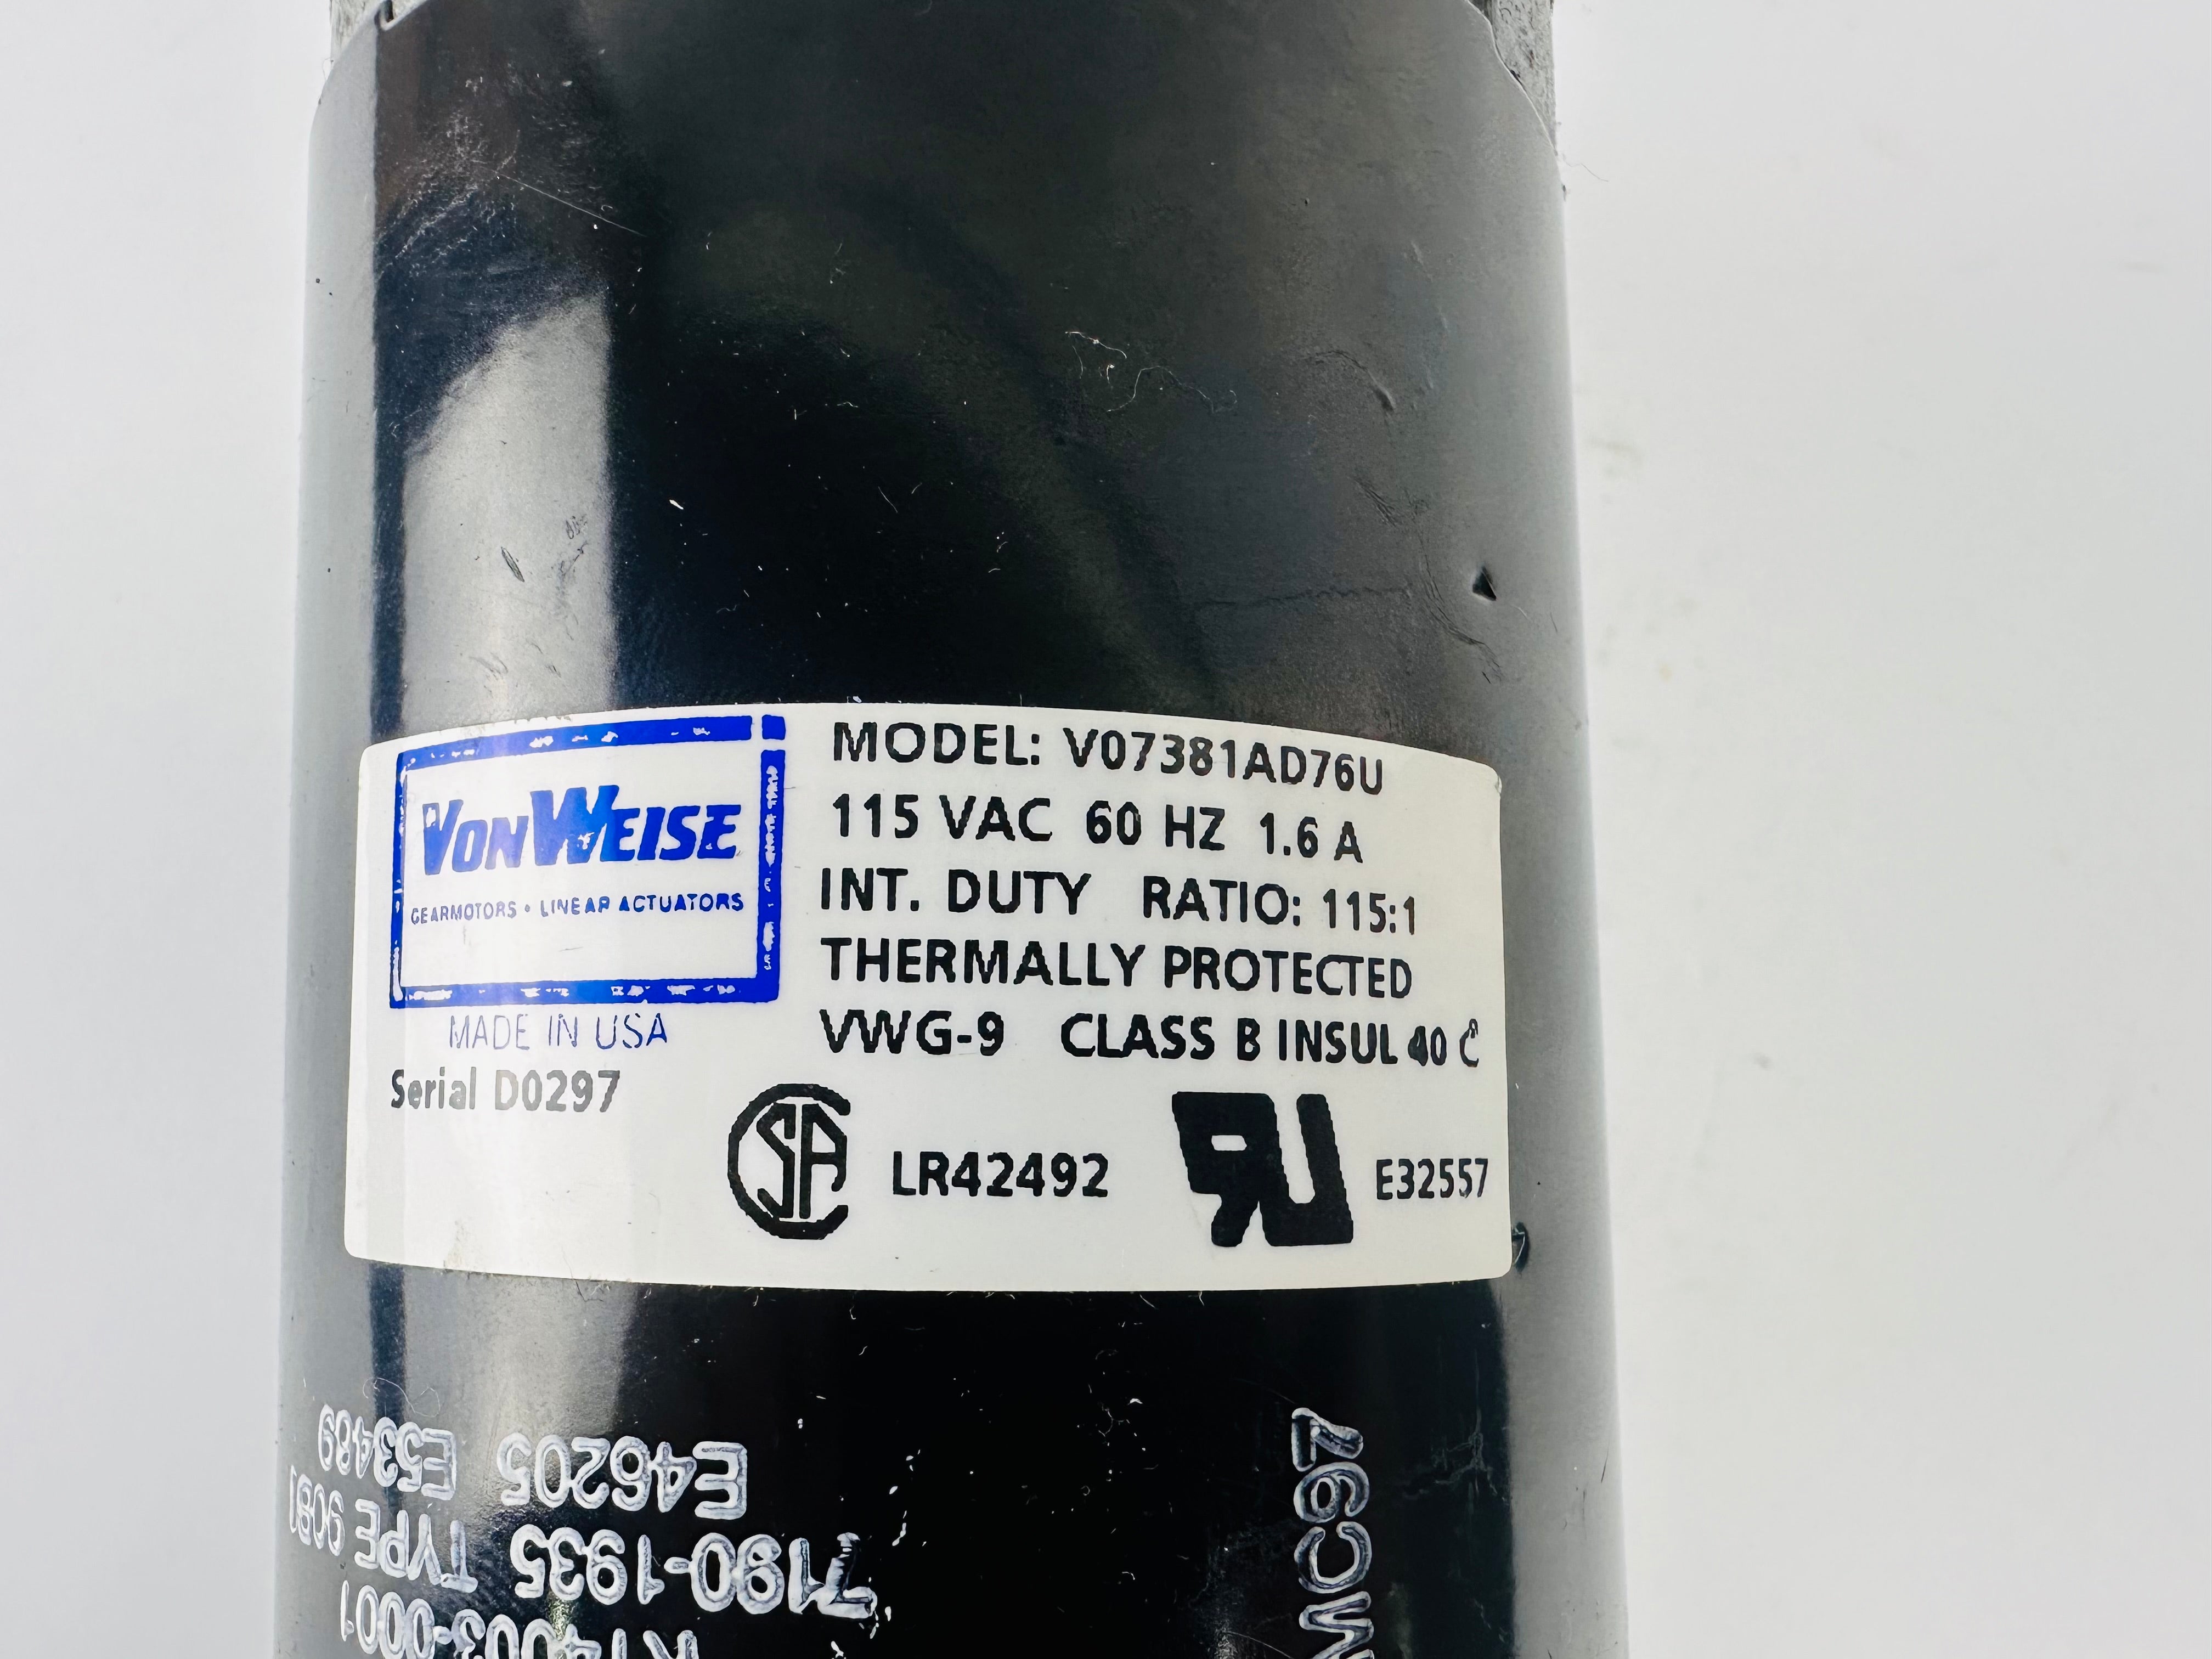 VONWEISE
GEARMOTORS • LINEAR ACTUATORS
MADE IN USA
Serial D0297
MODEL: V07381AD76U
115 VAC 60 HZ 1.6 A
INT. DUTY RATIO: 115:1
THERMALLY PROTECTED
VWG-9 CLASS B INSUL 40 C°
LR42492
E32557
MC97
7190-1935 TYPE 9081
E46205 E53489